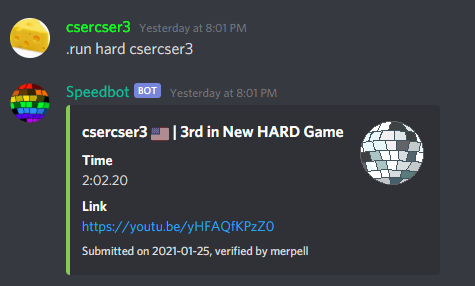 csercser3 Yesterday at 8:01 PM
.run hard csercser3
Speedbot BOT Yesterday at 8:01 PM
csercser3 🇺🇸 | 3rd in New HARD Game
Time
2:02.20
Link
https://youtu.be/yHFAQfKPzZ0
Submitted on 2021-01-25, verified by merpell